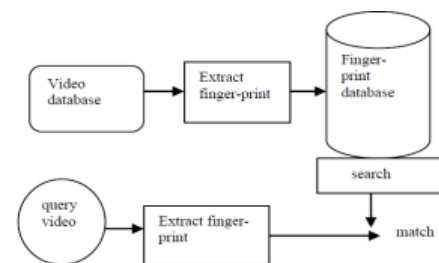 Video
database
Extract
finger-print
Finger-
print
database
search
query
video
Extract finger-
print
match